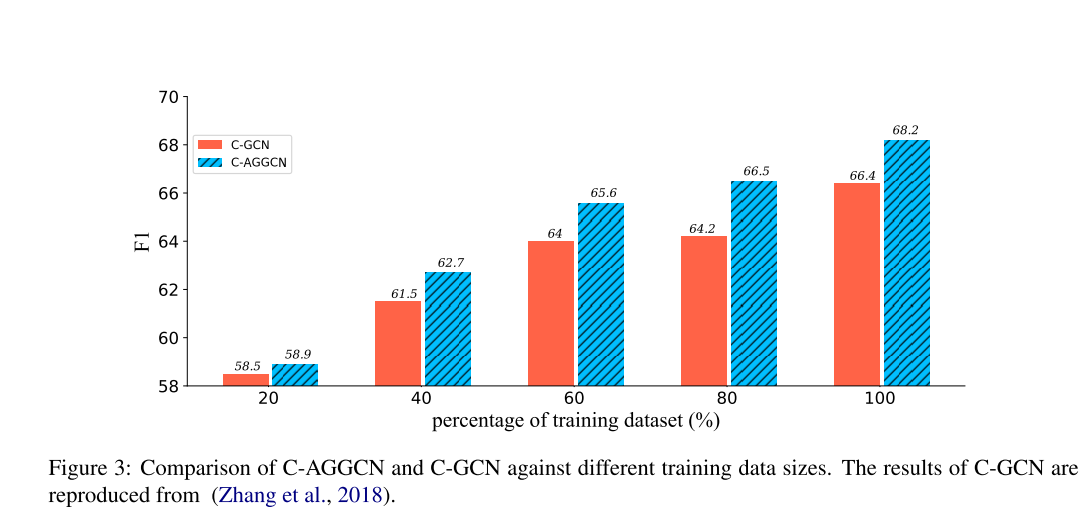 70
68
66
64
62
60
58
F1
C-GCN
C-AGGCN
58.5
58.9
61.5
62.7
64
65.6
64.2
66.5
66.4
68.2
20 40 60 80 100
percentage of training dataset (%)
Figure 3: Comparison of C-AGGCN and C-GCN against different training data sizes. The results of C-GCN are
reproduced from (Zhang et al., 2018).